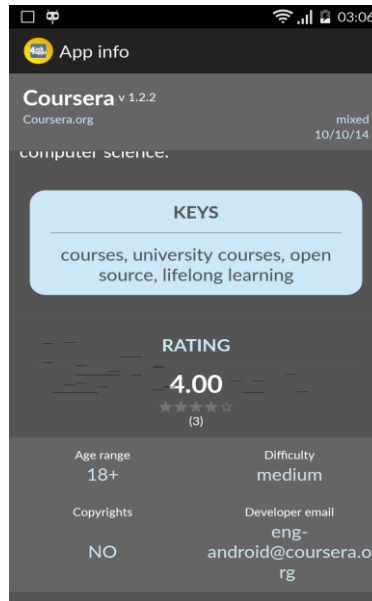 03:06
App info
Coursera v 1.2.2
Coursera.org
mixed
10/10/14
computer science.
KEYS
courses, university courses, open
source, lifelong learning
RATING
4.00
(3)
Age range
18+
Difficulty
medium
Copyrights
NO
Developer email
eng-
android@coursera.o
rg